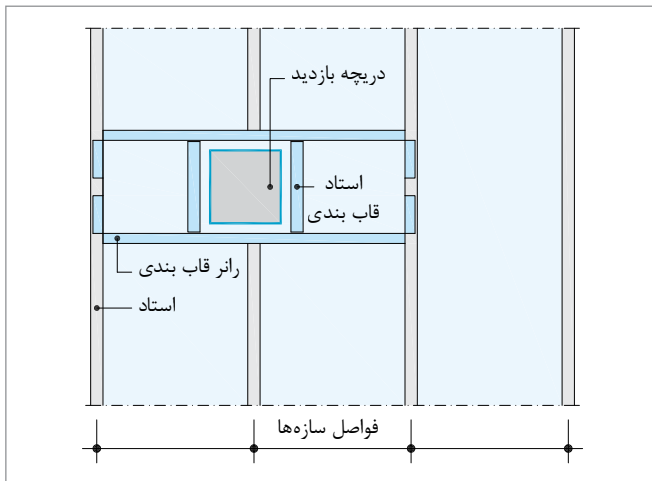 دریچه بازدید
استاد
قاب بندی
رانر قاب بندی
استاد
فواصل سازه‌ها